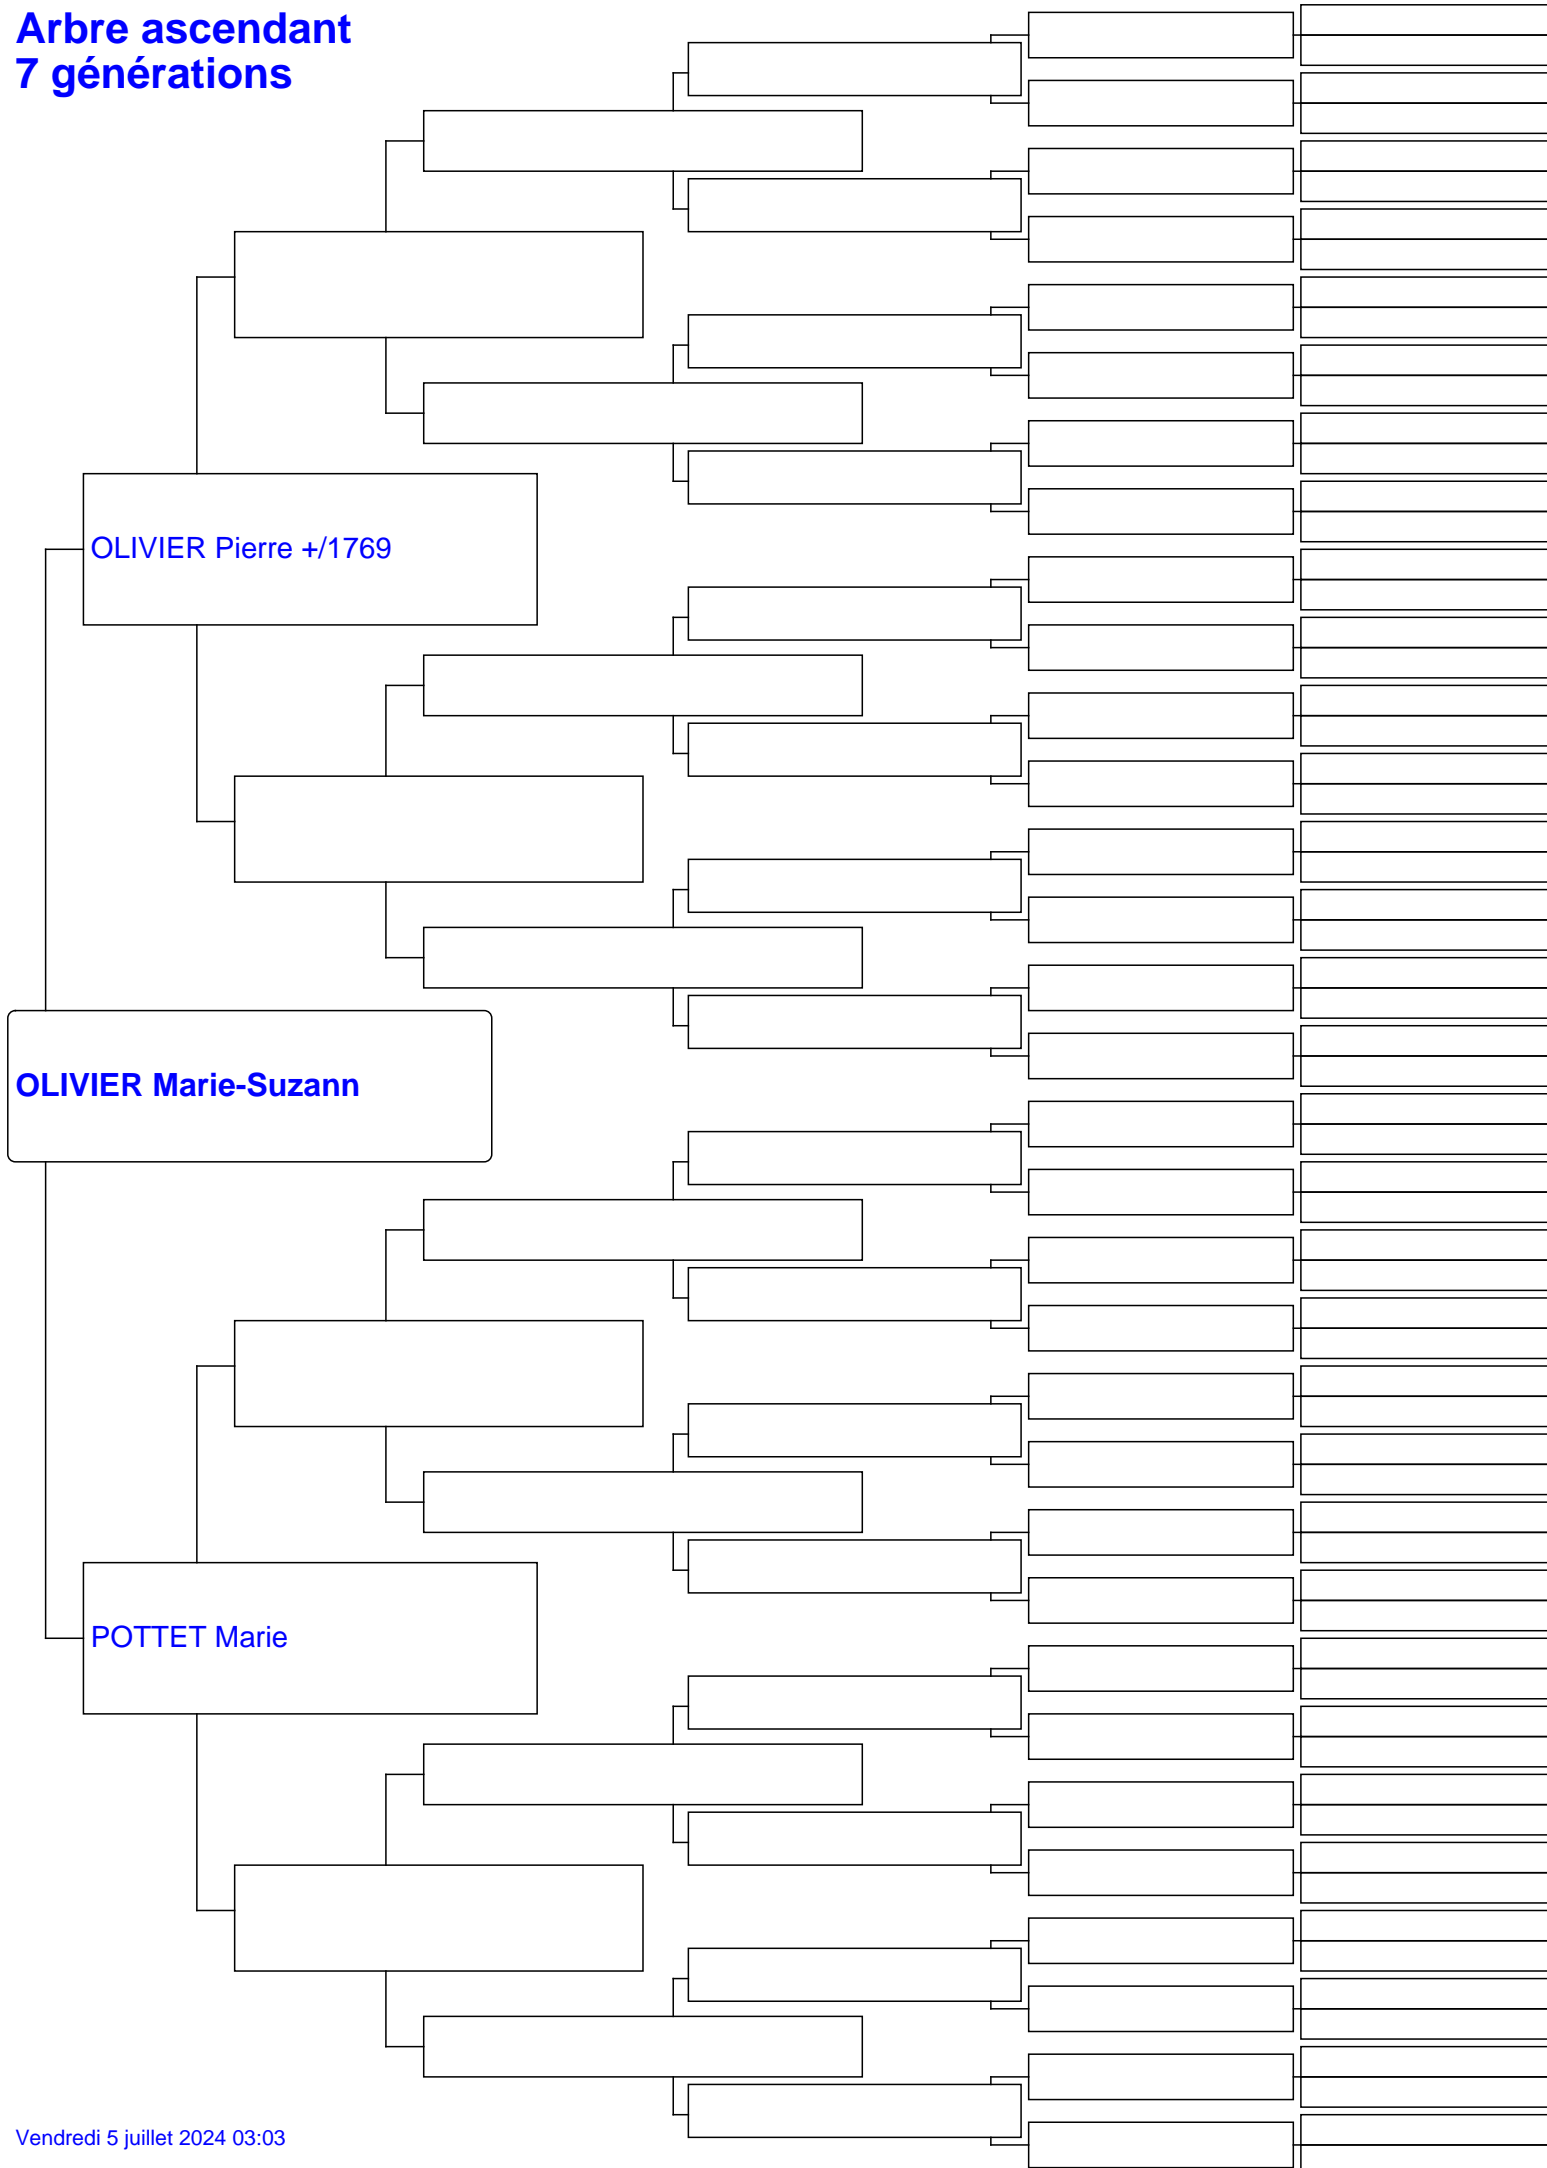 Arbre ascendant
7 générations
OLIVIER Pierre +/1769
OLIVIER Marie-Suzann
POTTET Marie
Vendredi 5 juillet 2024 03:03